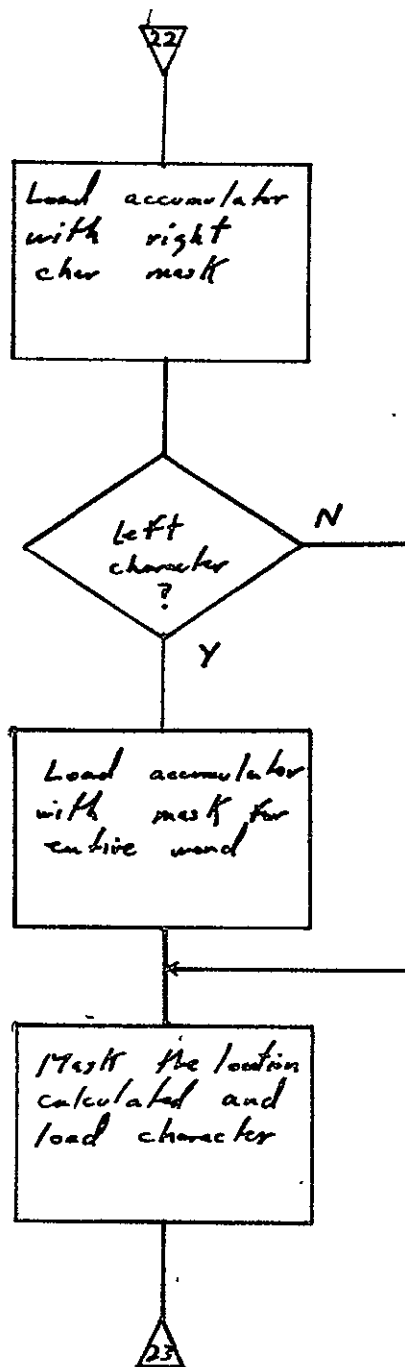 22
Load accumulator
with right
char mask
Left
character
?
N
Y
Load accumulator
with mask for
entire word
Mask the location
calculated and
load character
23